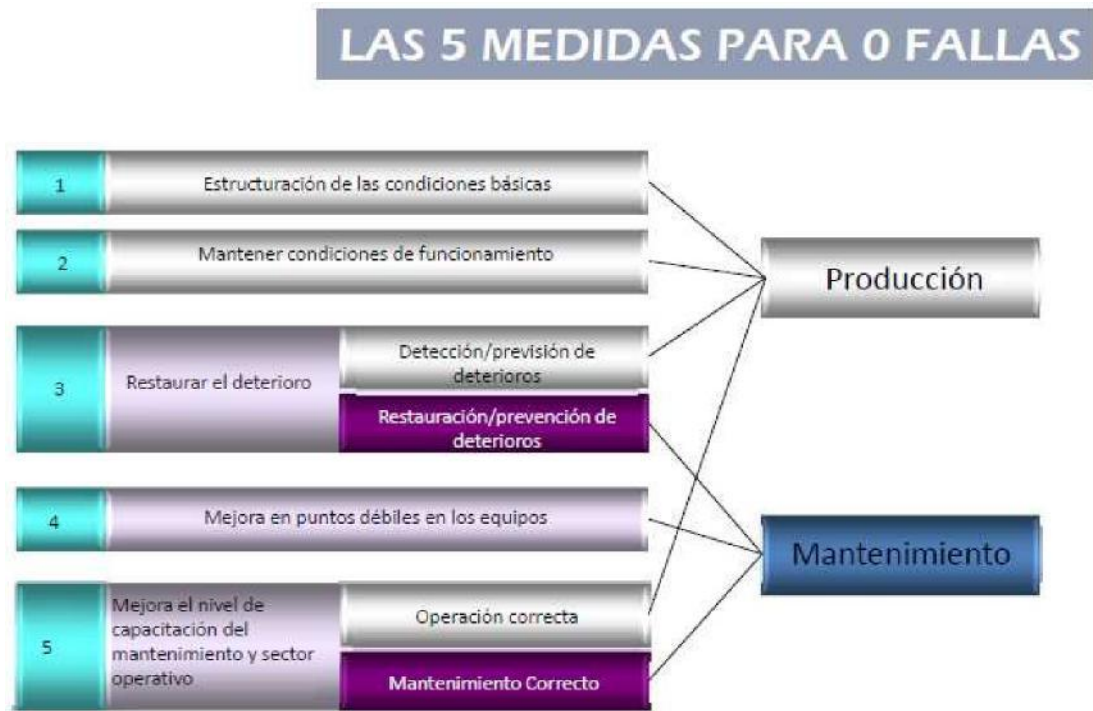 LAS 5 MEDIDAS PARA 0 FALLAS
1
Estructuración de las condiciones básicas
2
Mantener condiciones de funcionamiento
Producción
3
Restaurar el deterioro
Detección/previsión de
deterioros
Restauración/prevención de
deterioros
4
Mejora en puntos débiles en los equipos
Mantenimiento
5
Mejora el nivel de
capacitación del
mantenimiento y sector
operativo
Operación correcta
Mantenimiento Correcto